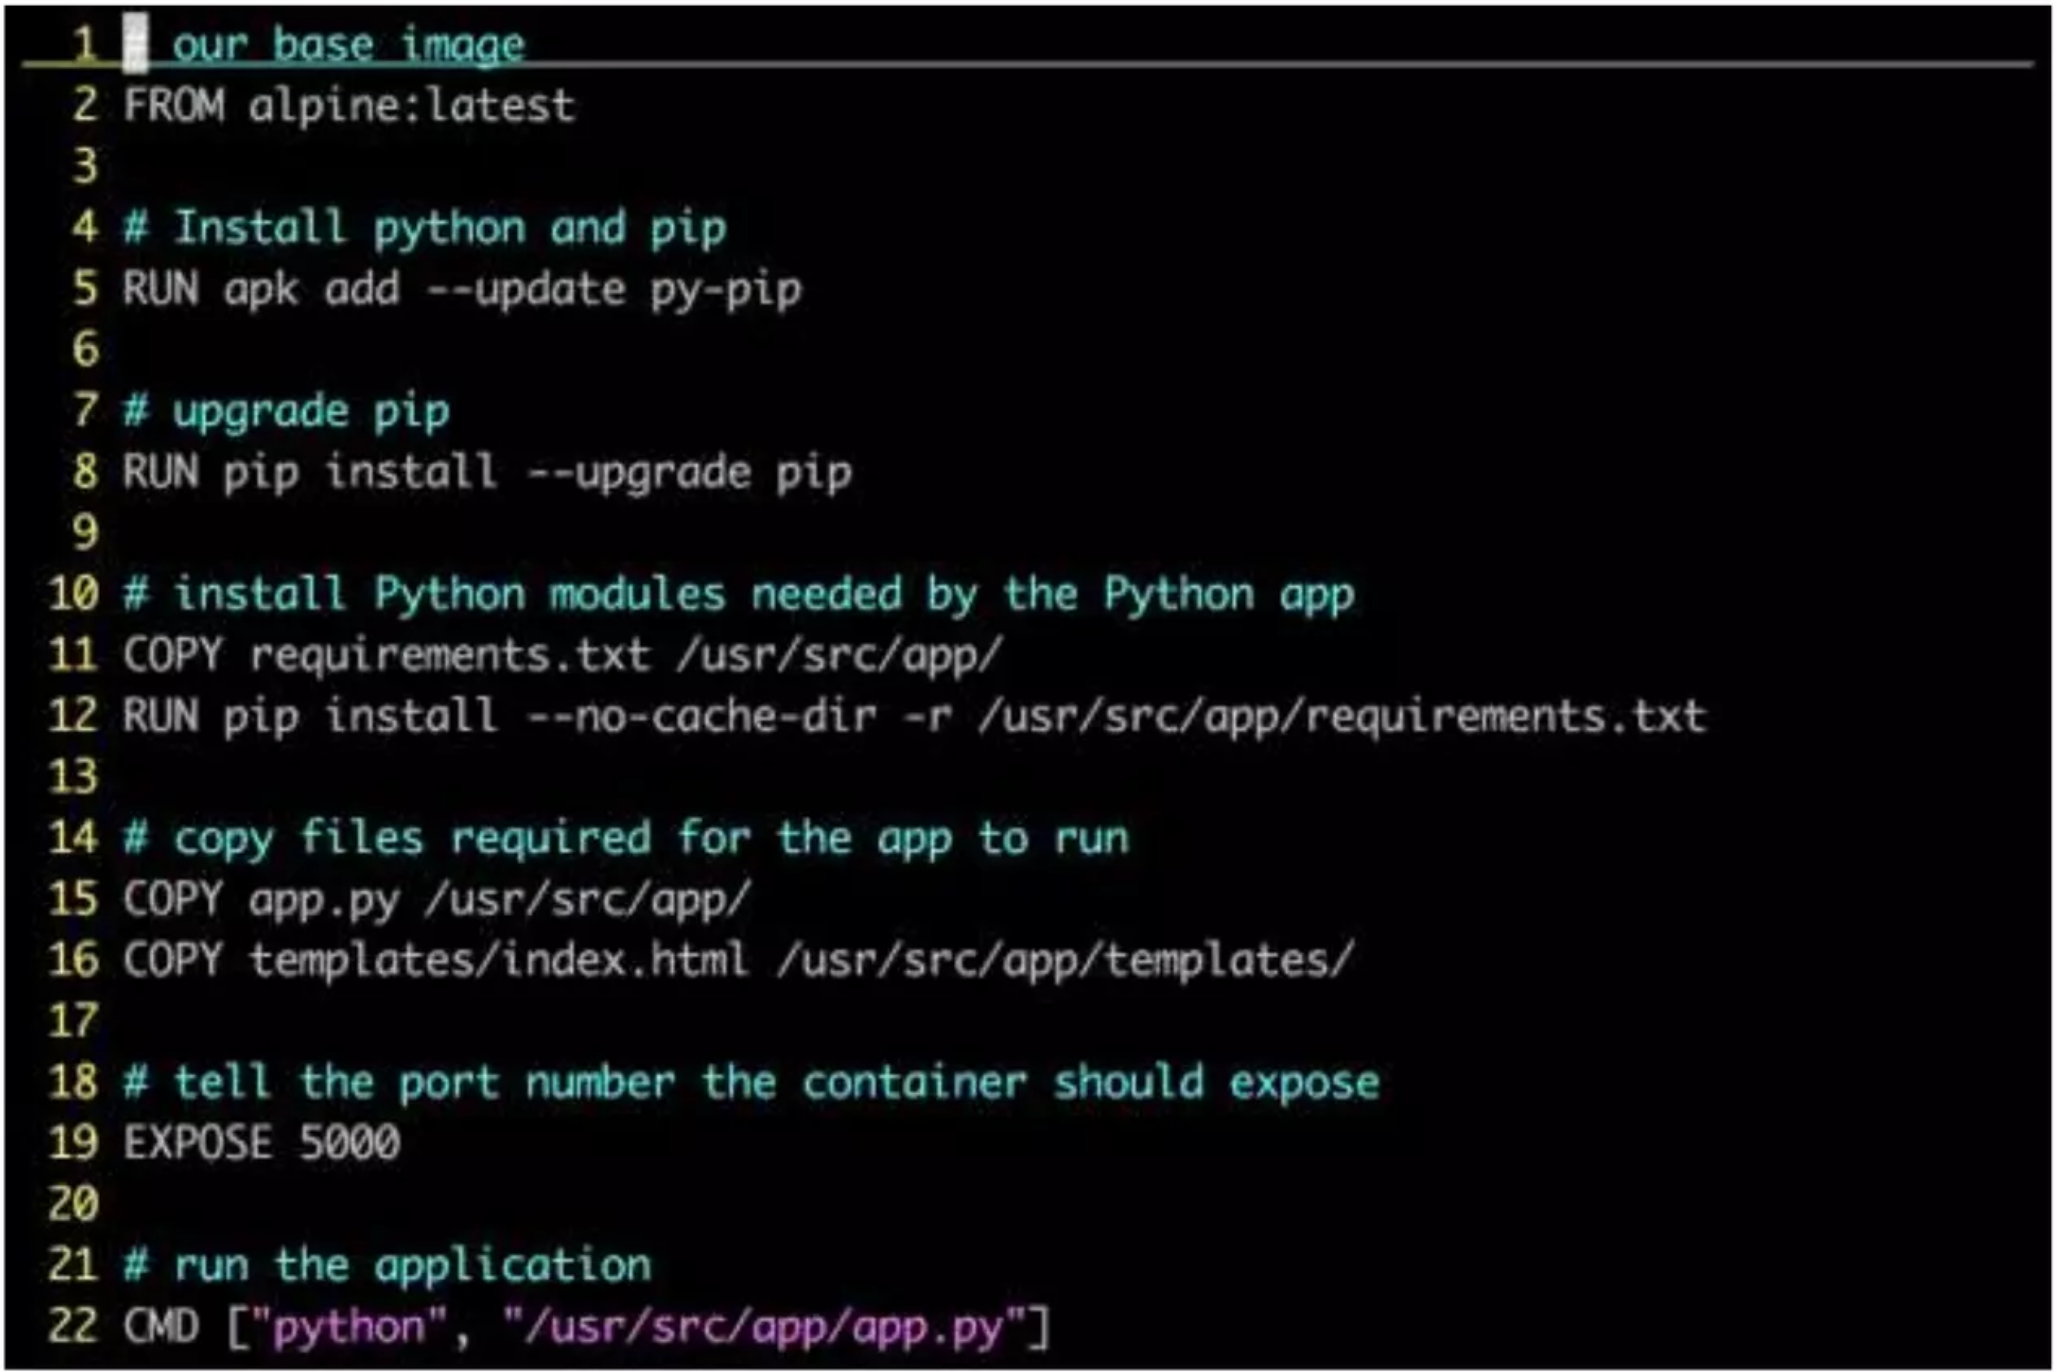 1 # our base image
2 FROM alpine:latest
3
4 # Install python and pip
5 RUN apk add --update py-pip
6
7 # upgrade pip
8 RUN pip install --upgrade pip
9
10 # install Python modules needed by the Python app
11 COPY requirements.txt /usr/src/app/
12 RUN pip install --no-cache-dir -r /usr/src/app/requirements.txt
13
14 # copy files required for the app to run
15 COPY app.py /usr/src/app/
16 COPY templates/index.html /usr/src/app/templates/
17
18 # tell the port number the container should expose
19 EXPOSE 5000
20
21 # run the application
22 CMD ["python", "/usr/src/app/app.py"]